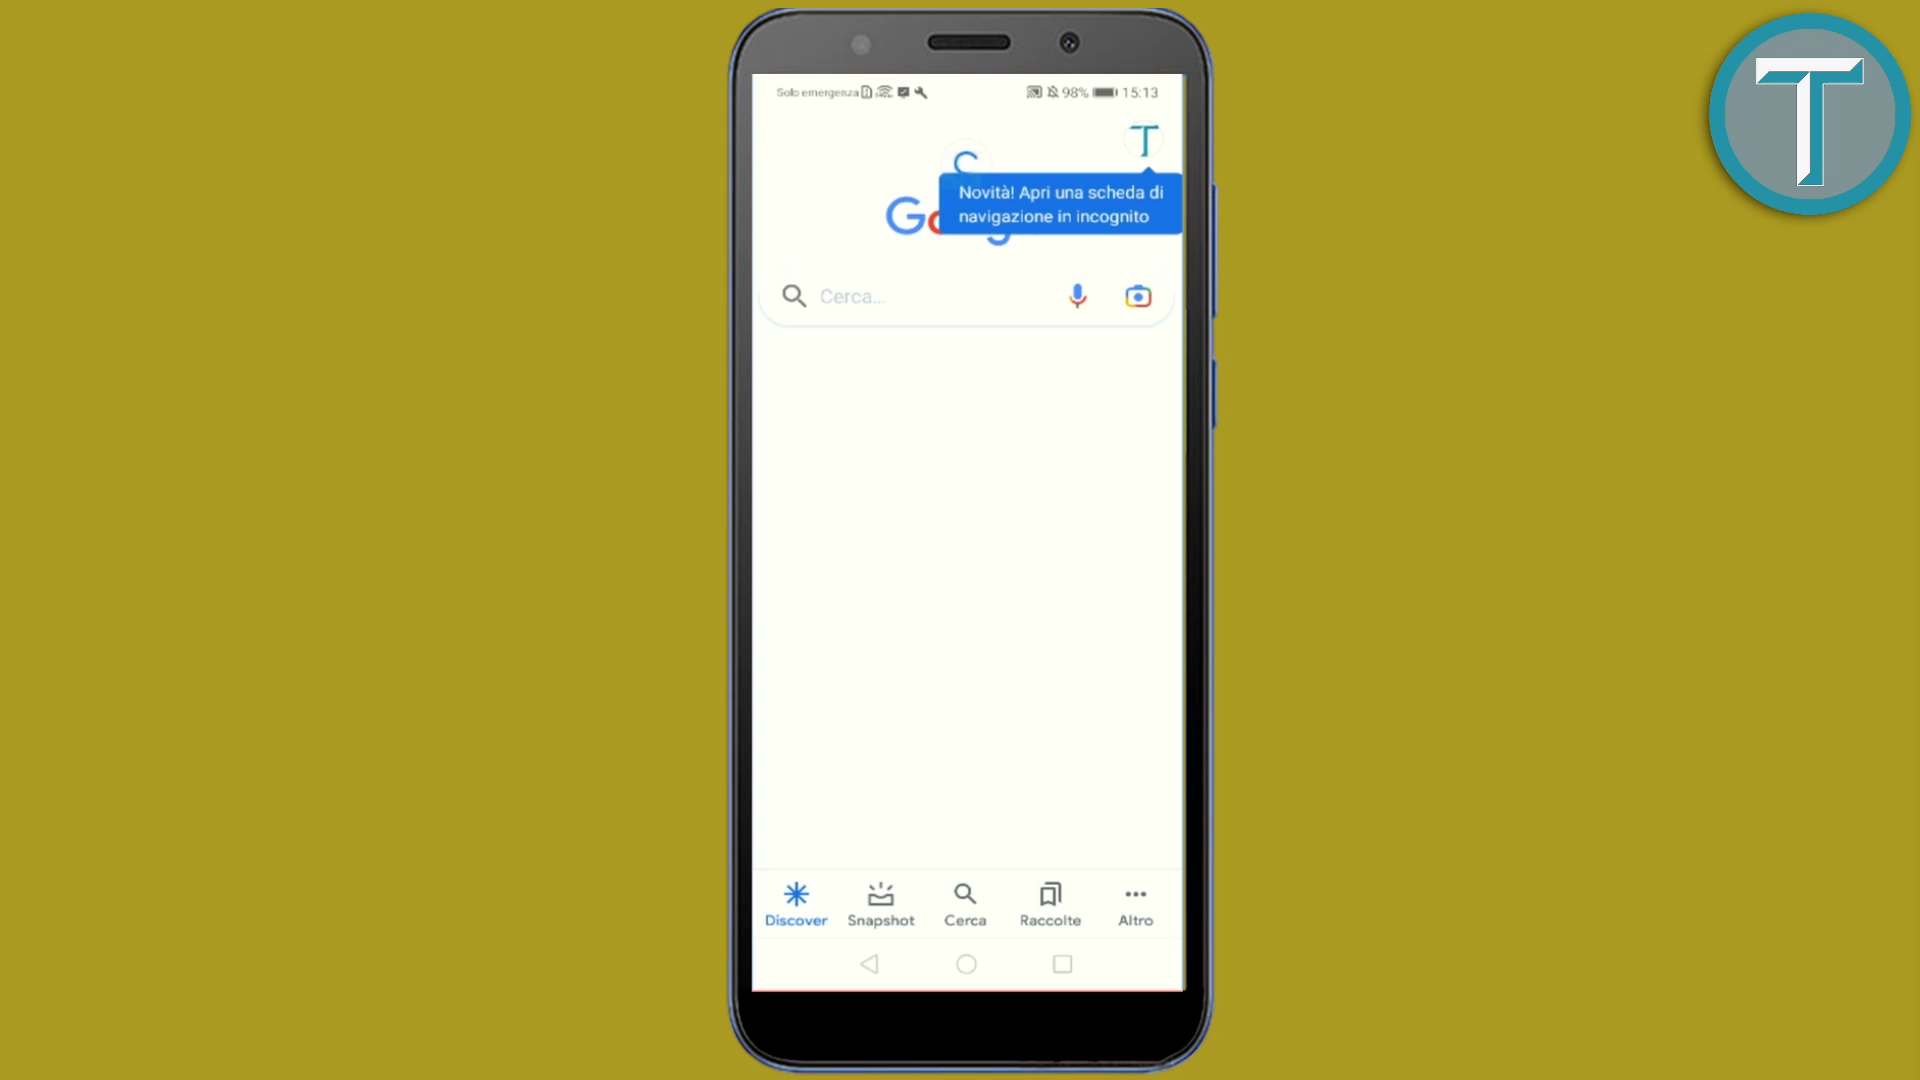 T
Solo emergenza
98% 15:13
T
Novità! Apri una scheda di
navigazione in incognito
Cerca...
Discover
Snapshot
Cerca
Raccolte
Altro